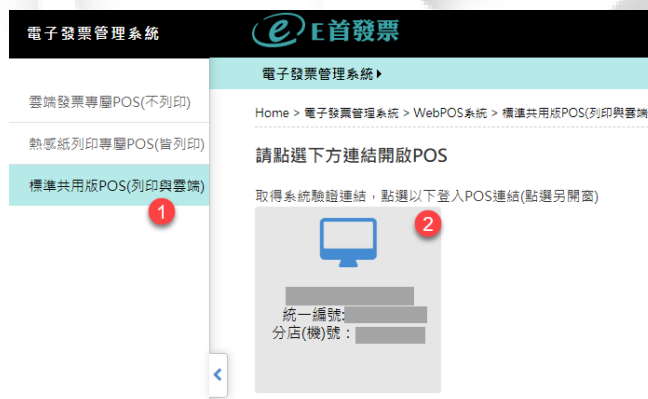 電子發票管理系統
e E首發票
電子發票管理系統▸
雲端發票專屬POS(不列印)
熱感紙列印專屬POS(皆列印)
標準共用版POS(列印與雲端)
1
Home > 電子發票管理系統 > WebPOS系統 > 標準共用版POS(列印與雲端
請點選下方連結開啟POS
取得系統驗證連結，點選以下登入POS連結(點選另開窗)
2
統一編號:
分店(機)號：